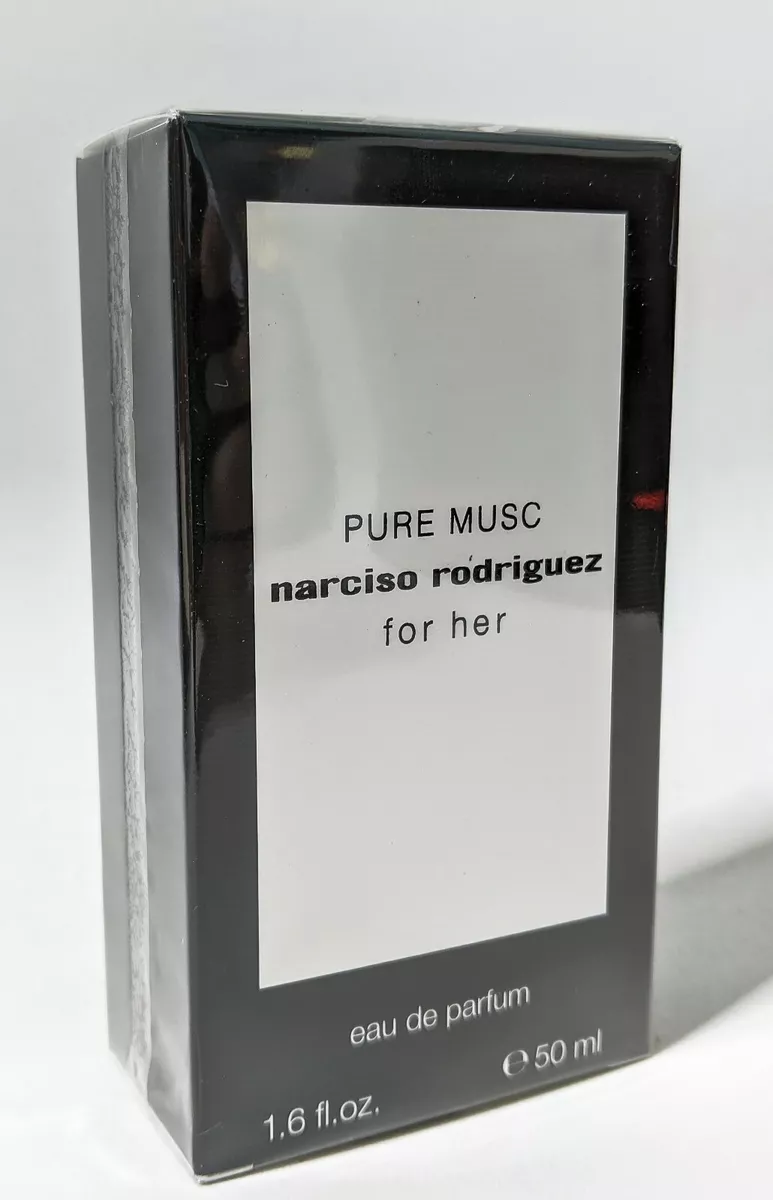 PURE MUSC
narciso rodriguez
for her
eau de parfum
℮ 50 ml
1.6 fl.oz.